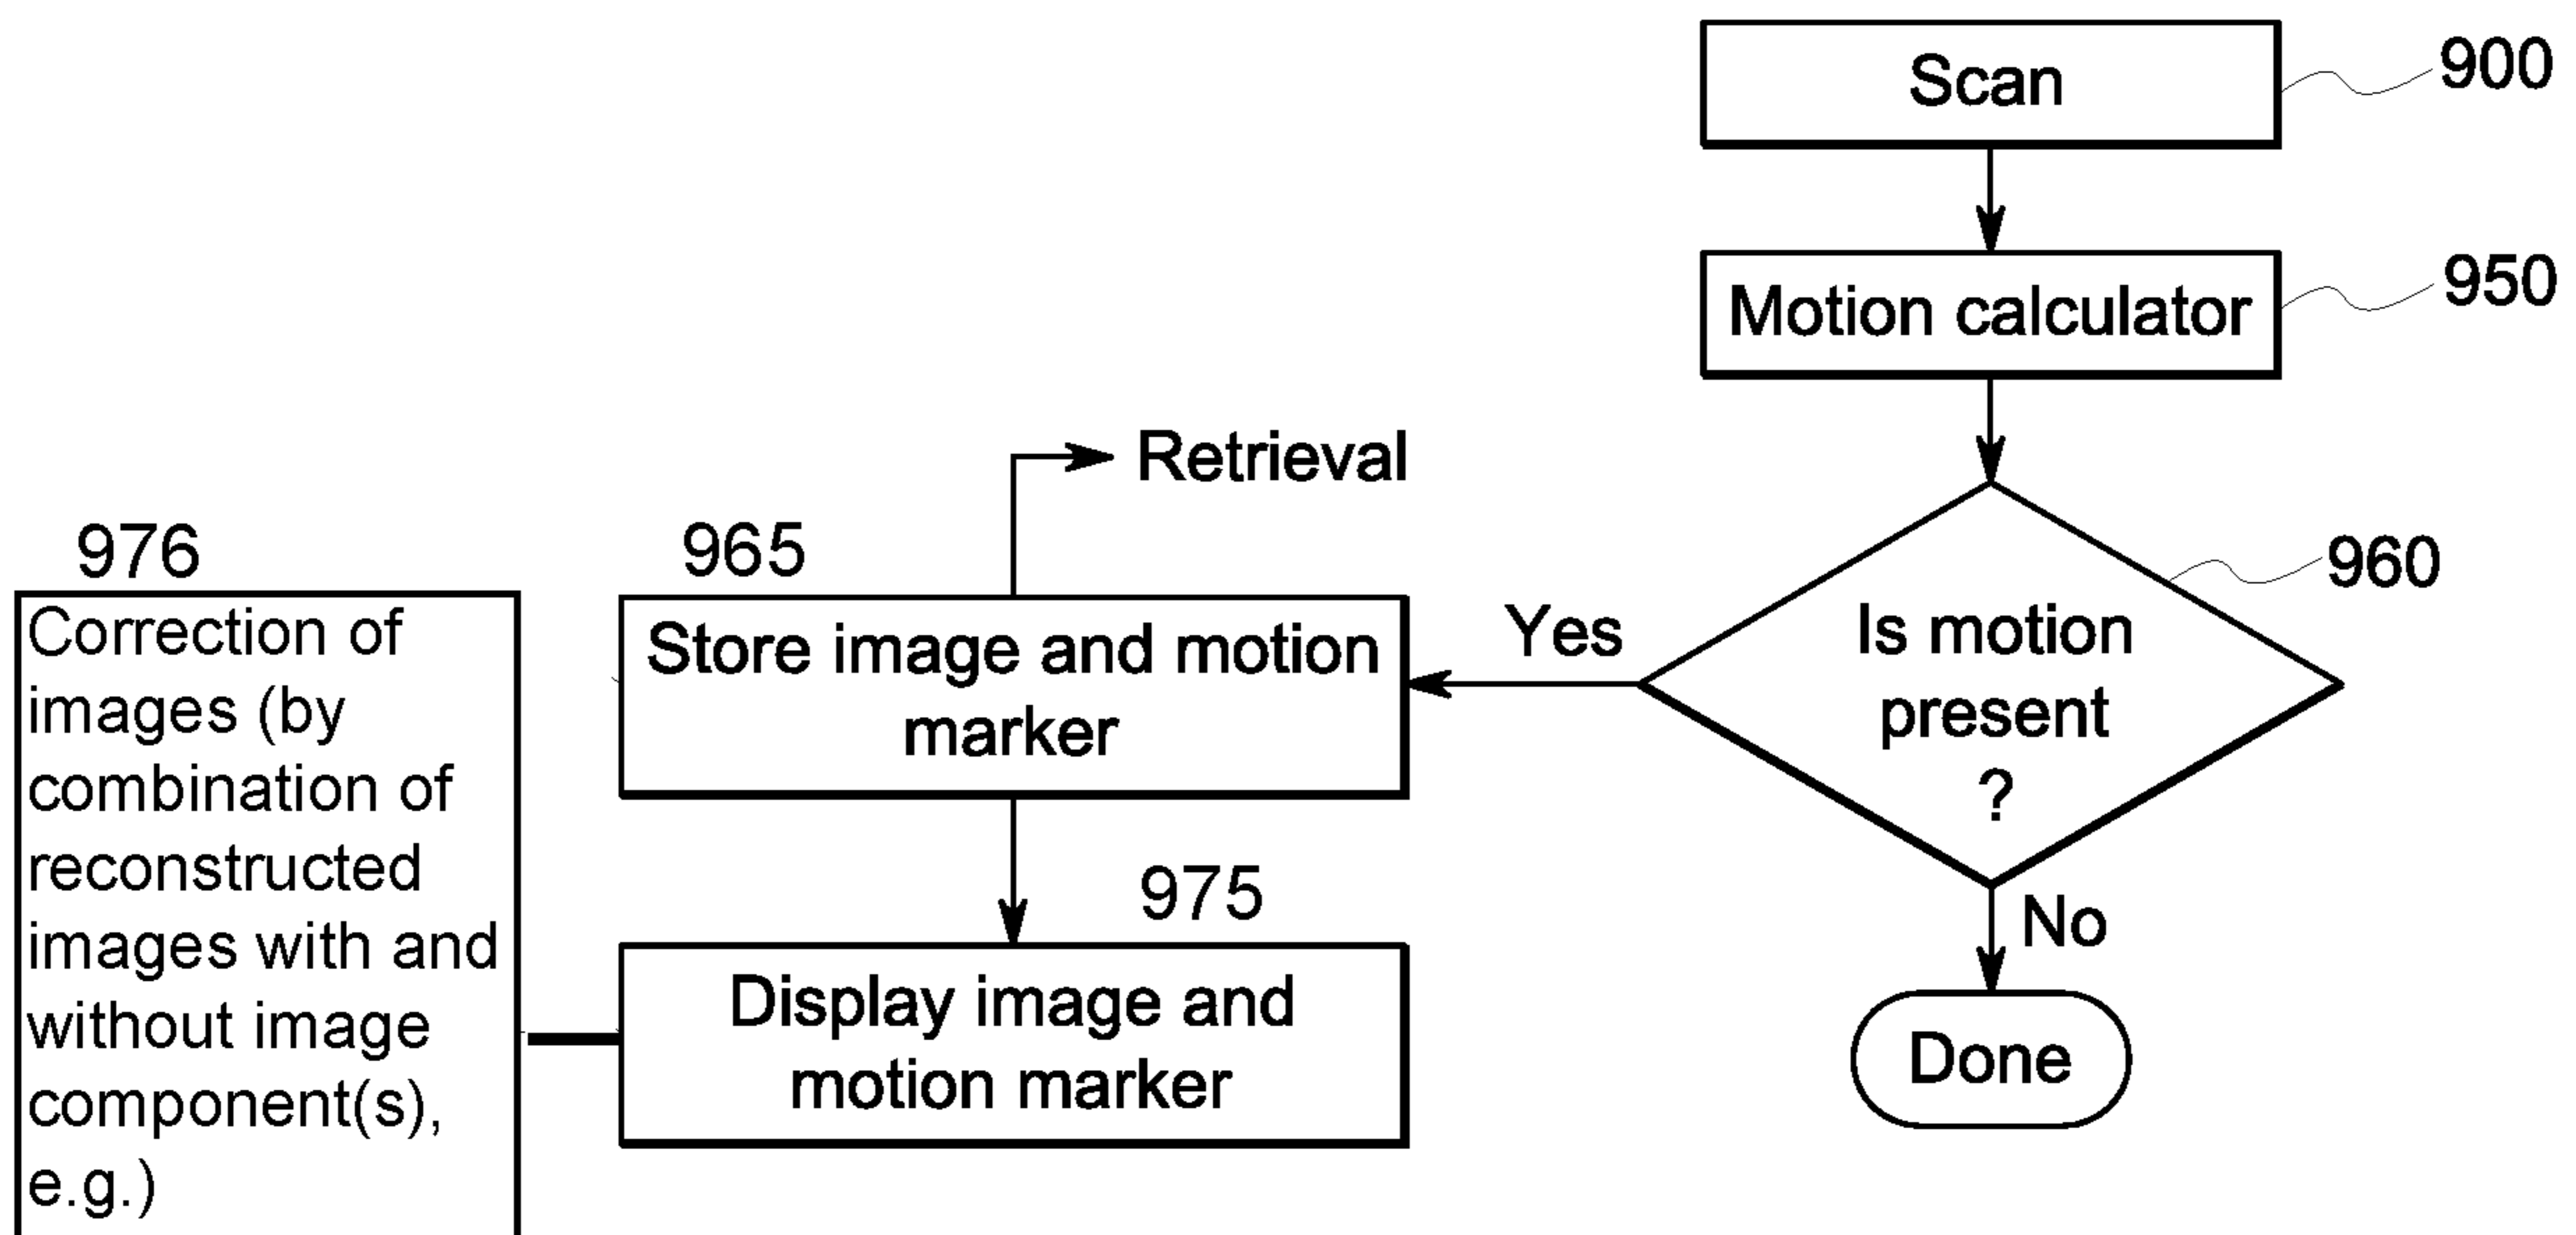 Scan
900
Motion calculator
950
Retrieval
976
965
960
Yes
Is motion
present
?
Store image and motion
marker
Correction of
images (by
combination of
reconstructed
images with and
without image
component(s),
e.g.)
975
No
Display image and
motion marker
Done